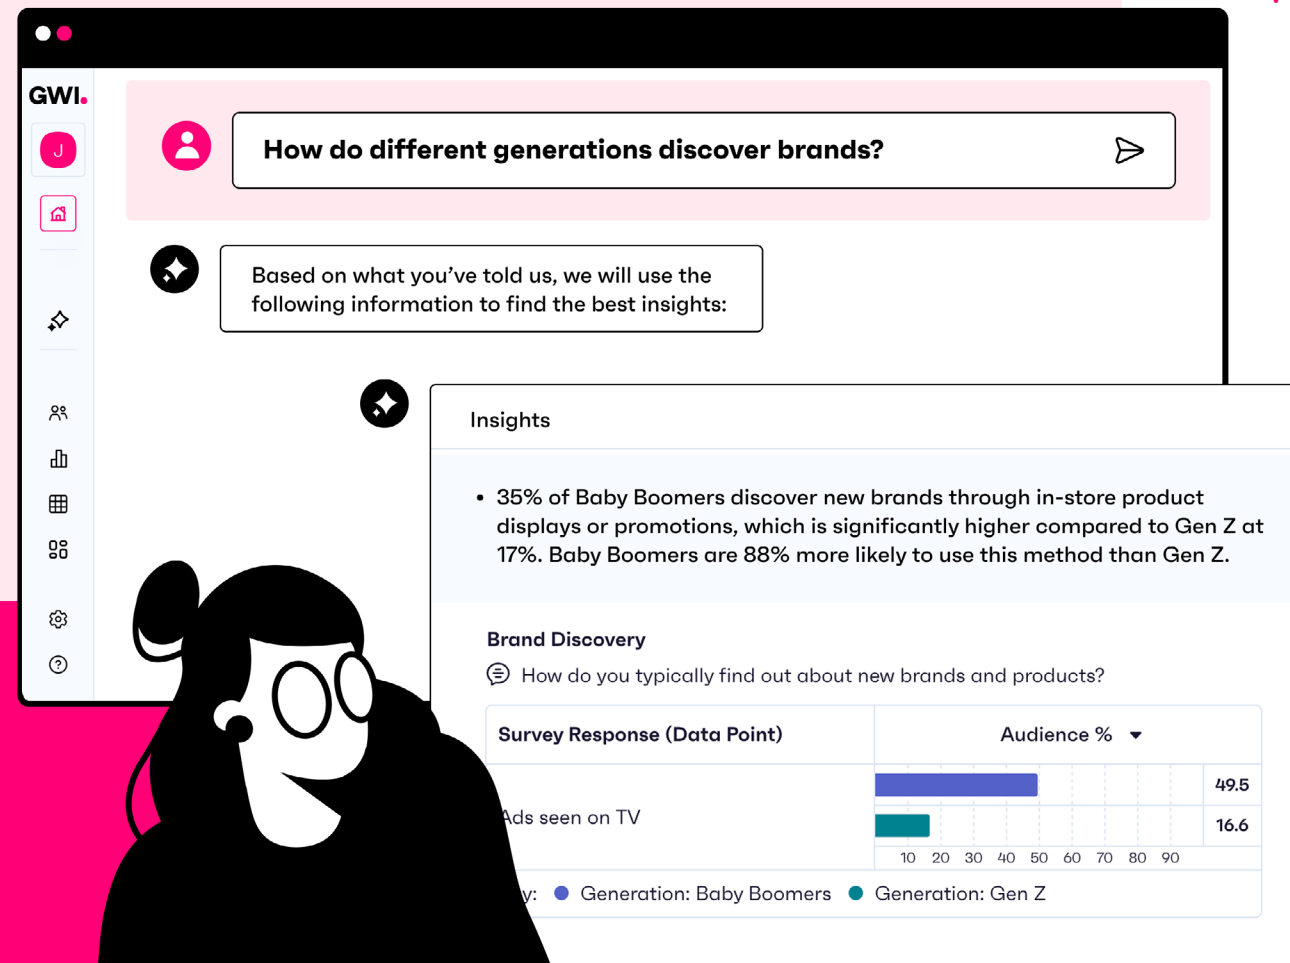 GWI.
J
How do different generations discover brands?
Based on what you've told us, we will use the
following information to find the best insights:
Insights
• 35% of Baby Boomers discover new brands through in-store product
displays or promotions, which is significantly higher compared to Gen Z at
17%. Baby Boomers are 88% more likely to use this method than Gen Z.
Brand Discovery
How do you typically find out about new brands and products?
Survey Response (Data Point) Audience %
Ads seen on TV
49.5
16.6
10 20 30 40 50 60 70 80 90
Generation: Baby Boomers Generation: Gen Z